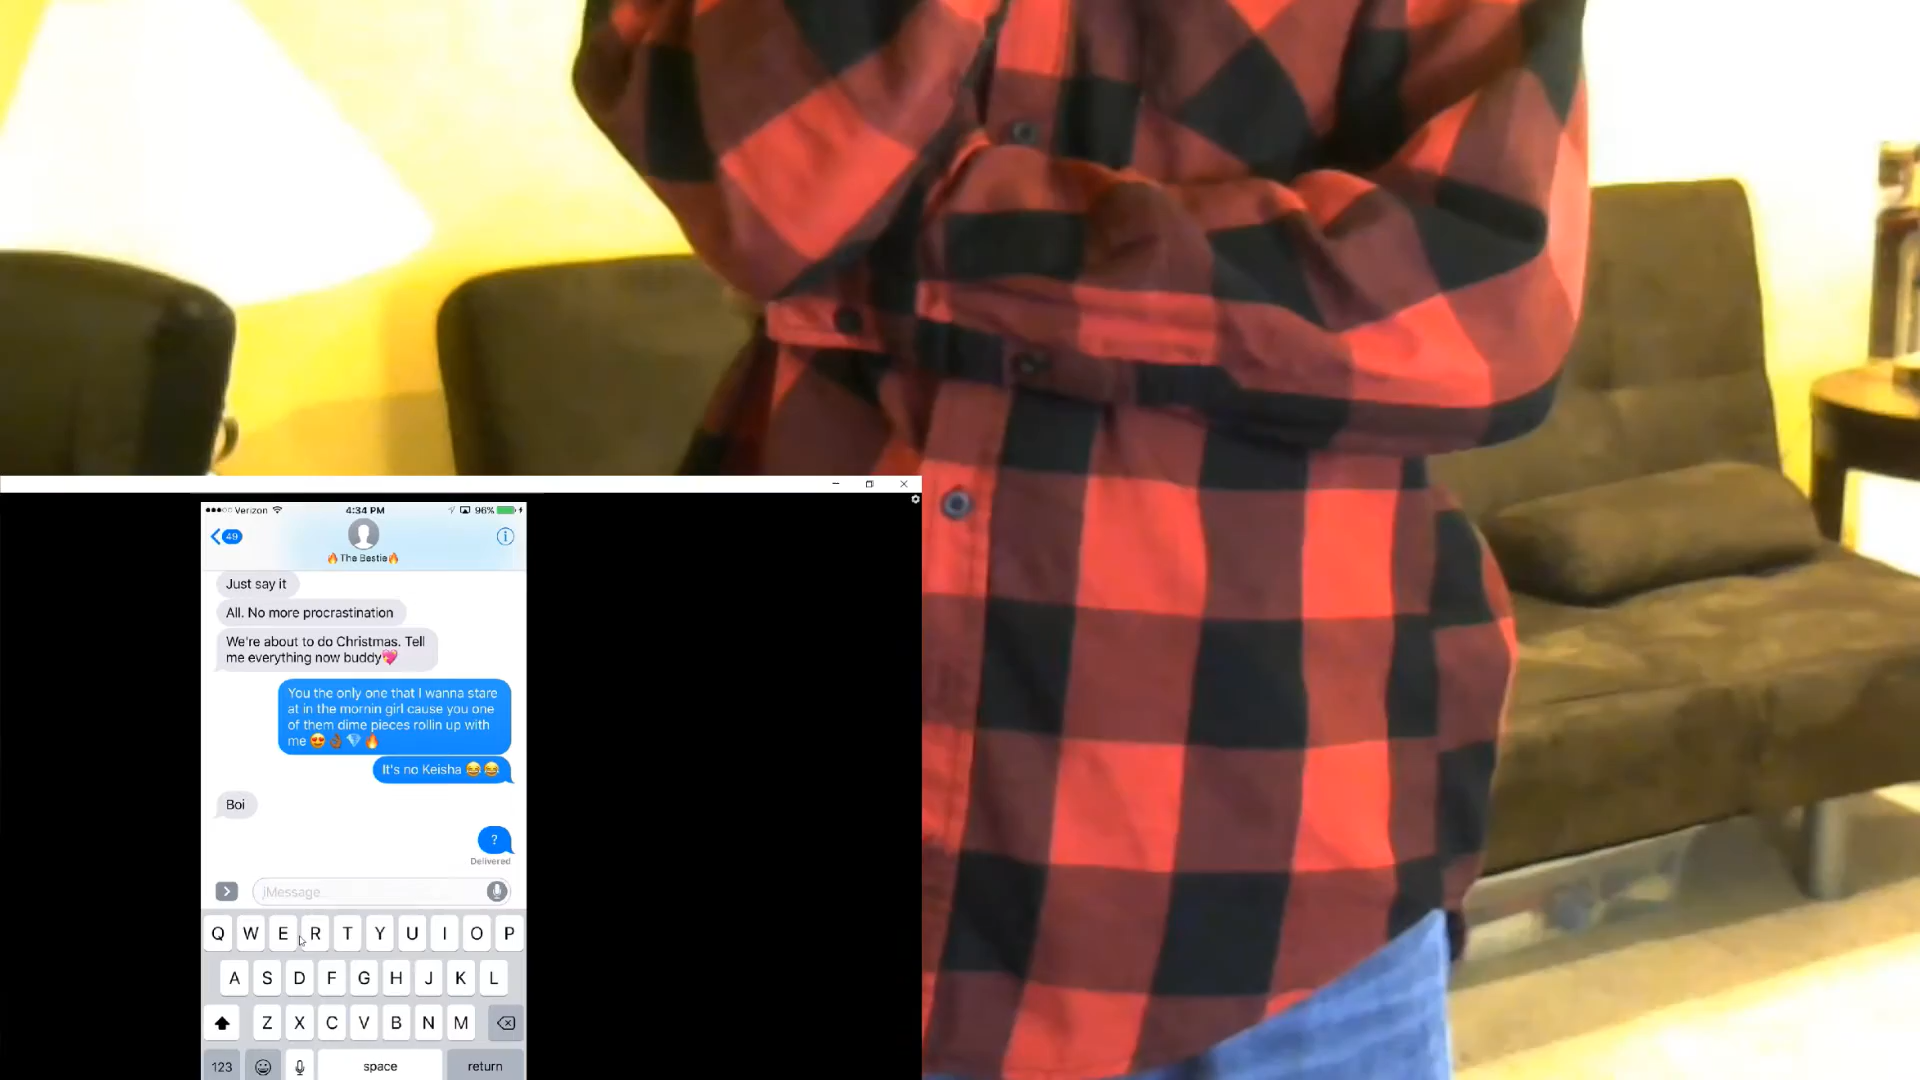 Verizon 4:34 PM 96%
49
🔥The Bestie🔥
Just say it
All. No more procrastination
We're about to do Christmas. Tell
me everything now buddy💖
You the only one that I wanna stare
at in the mornin girl cause you one
of them dime pieces rollin up with
me 😍👌🏾💎🔥
It's no Keisha 😂😂
Boi
?
Delivered
iMessage
Q W E R T Y U I O P
A S D F G H J K L
Z X C V B N M
123 space return